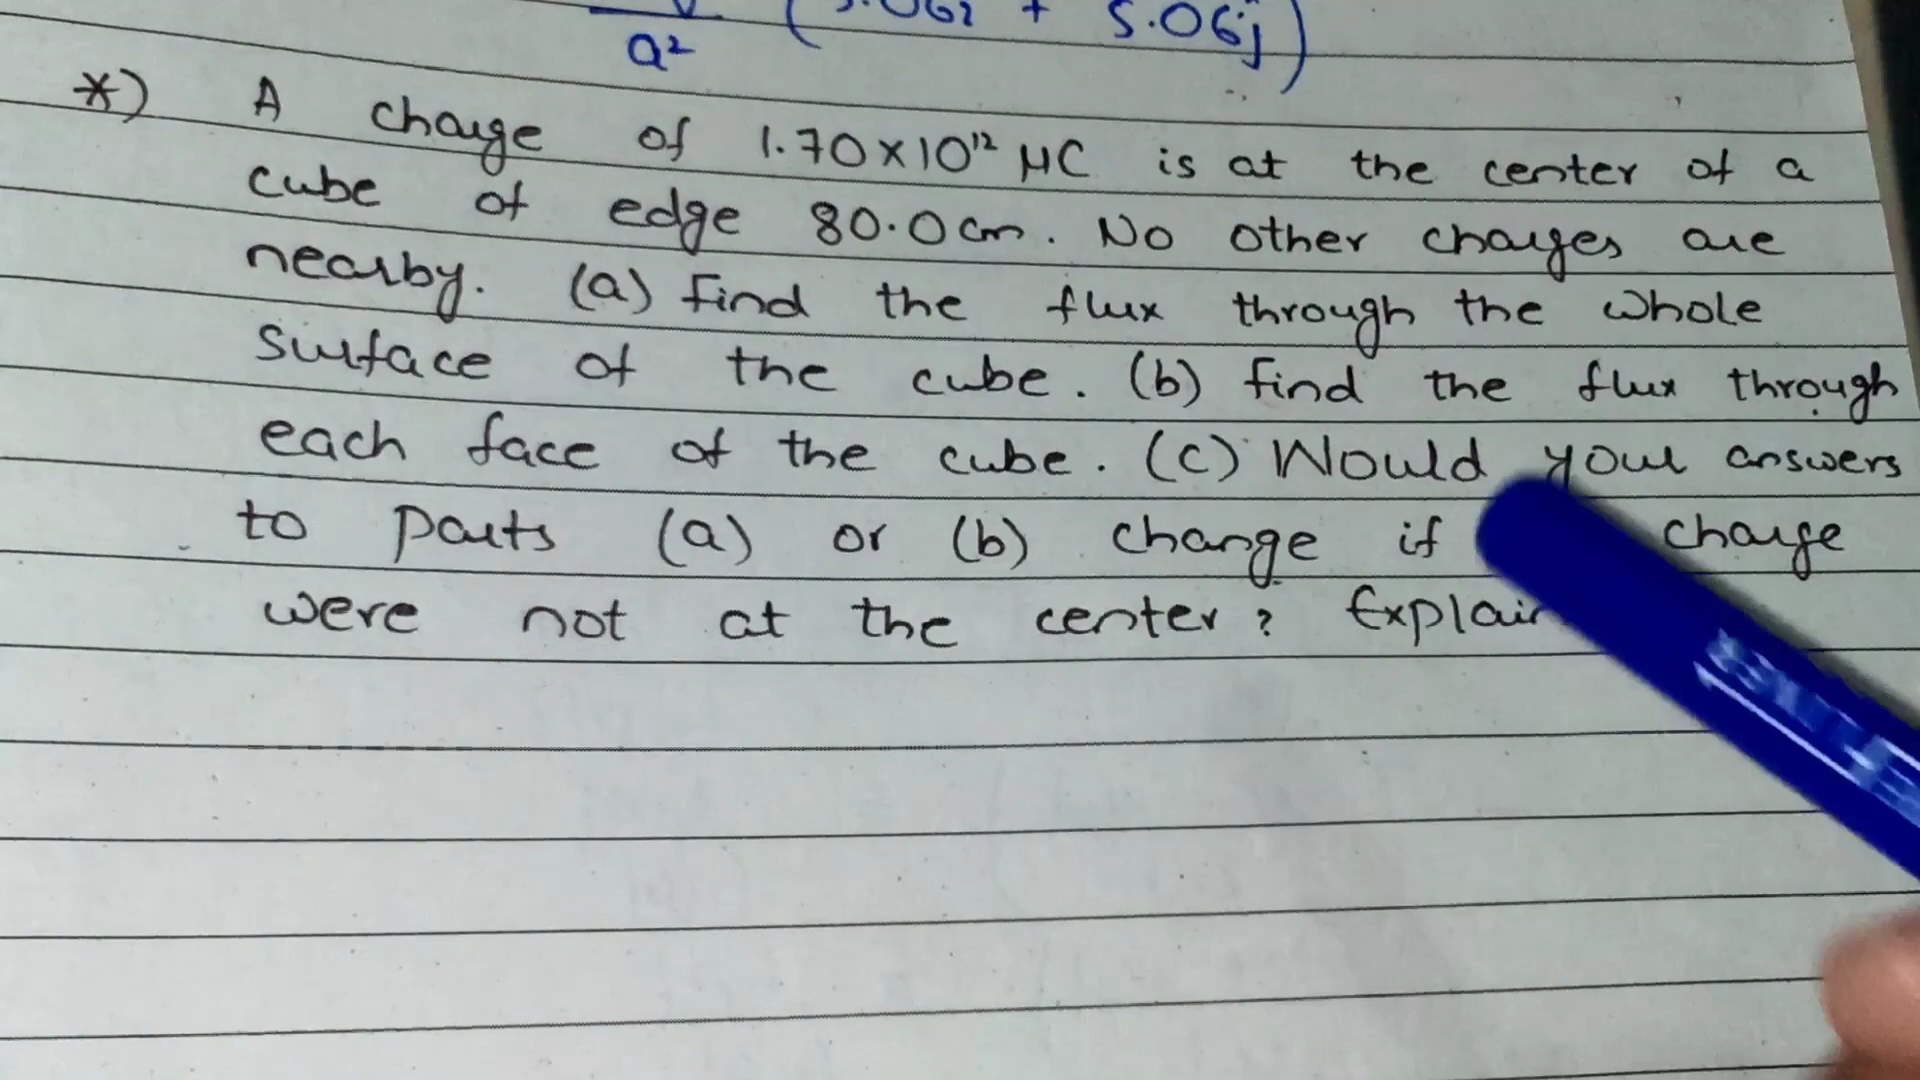 a² 5.06j)
*) A charge of 1.70×10¹² μC is at the center of a
cube of edge 80.0cm. No other charges are
nearby. (a) find the flux through the whole
surface of the cube. (b) find the flux through
each face of the cube. (c) Would your answers
to parts (a) or (b) change if charge
were not at the center? Explain